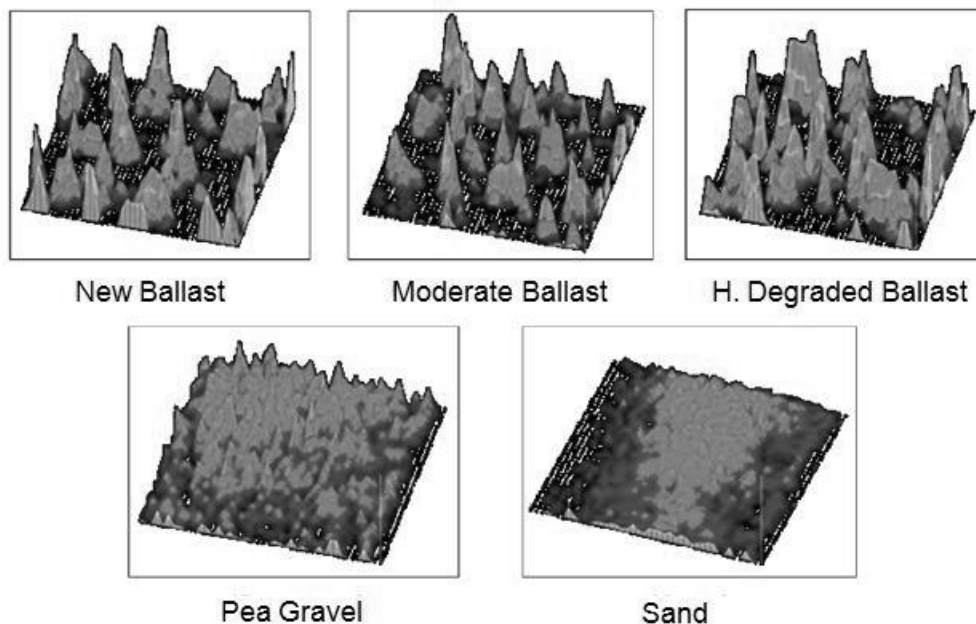 New Ballast
Moderate Ballast
H. Degraded Ballast
Pea Gravel
Sand